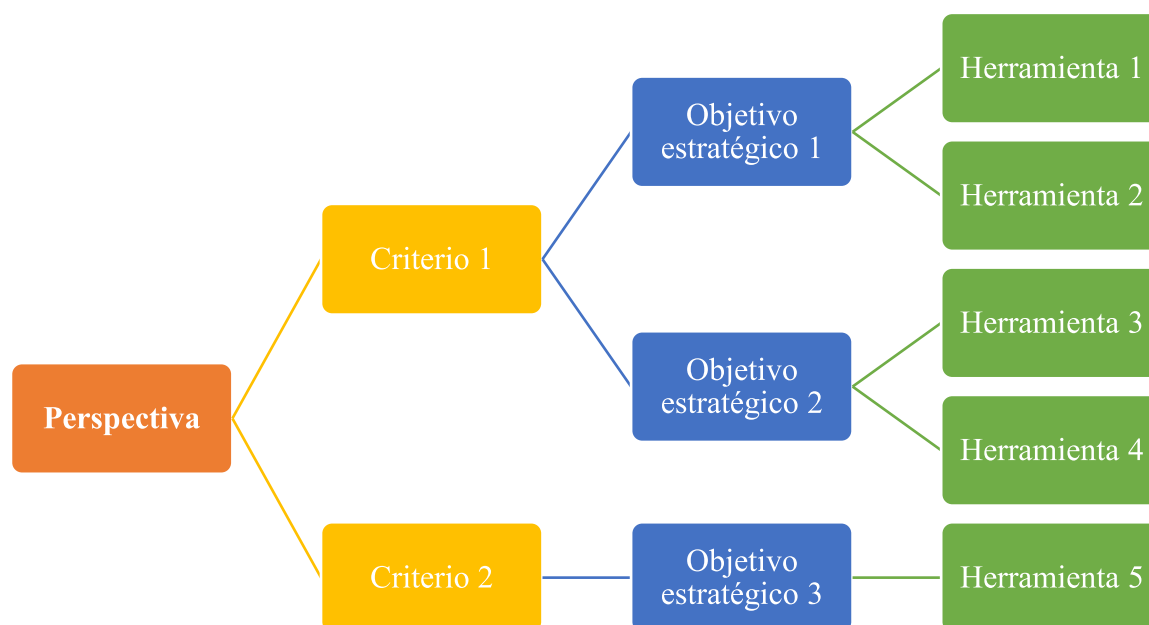 Perspectiva
Criterio 1
Objetivo
estratégico 1
Herramienta 1
Herramienta 2
Objetivo
estratégico 2
Herramienta 3
Herramienta 4
Criterio 2
Objetivo
estratégico 3
Herramienta 5